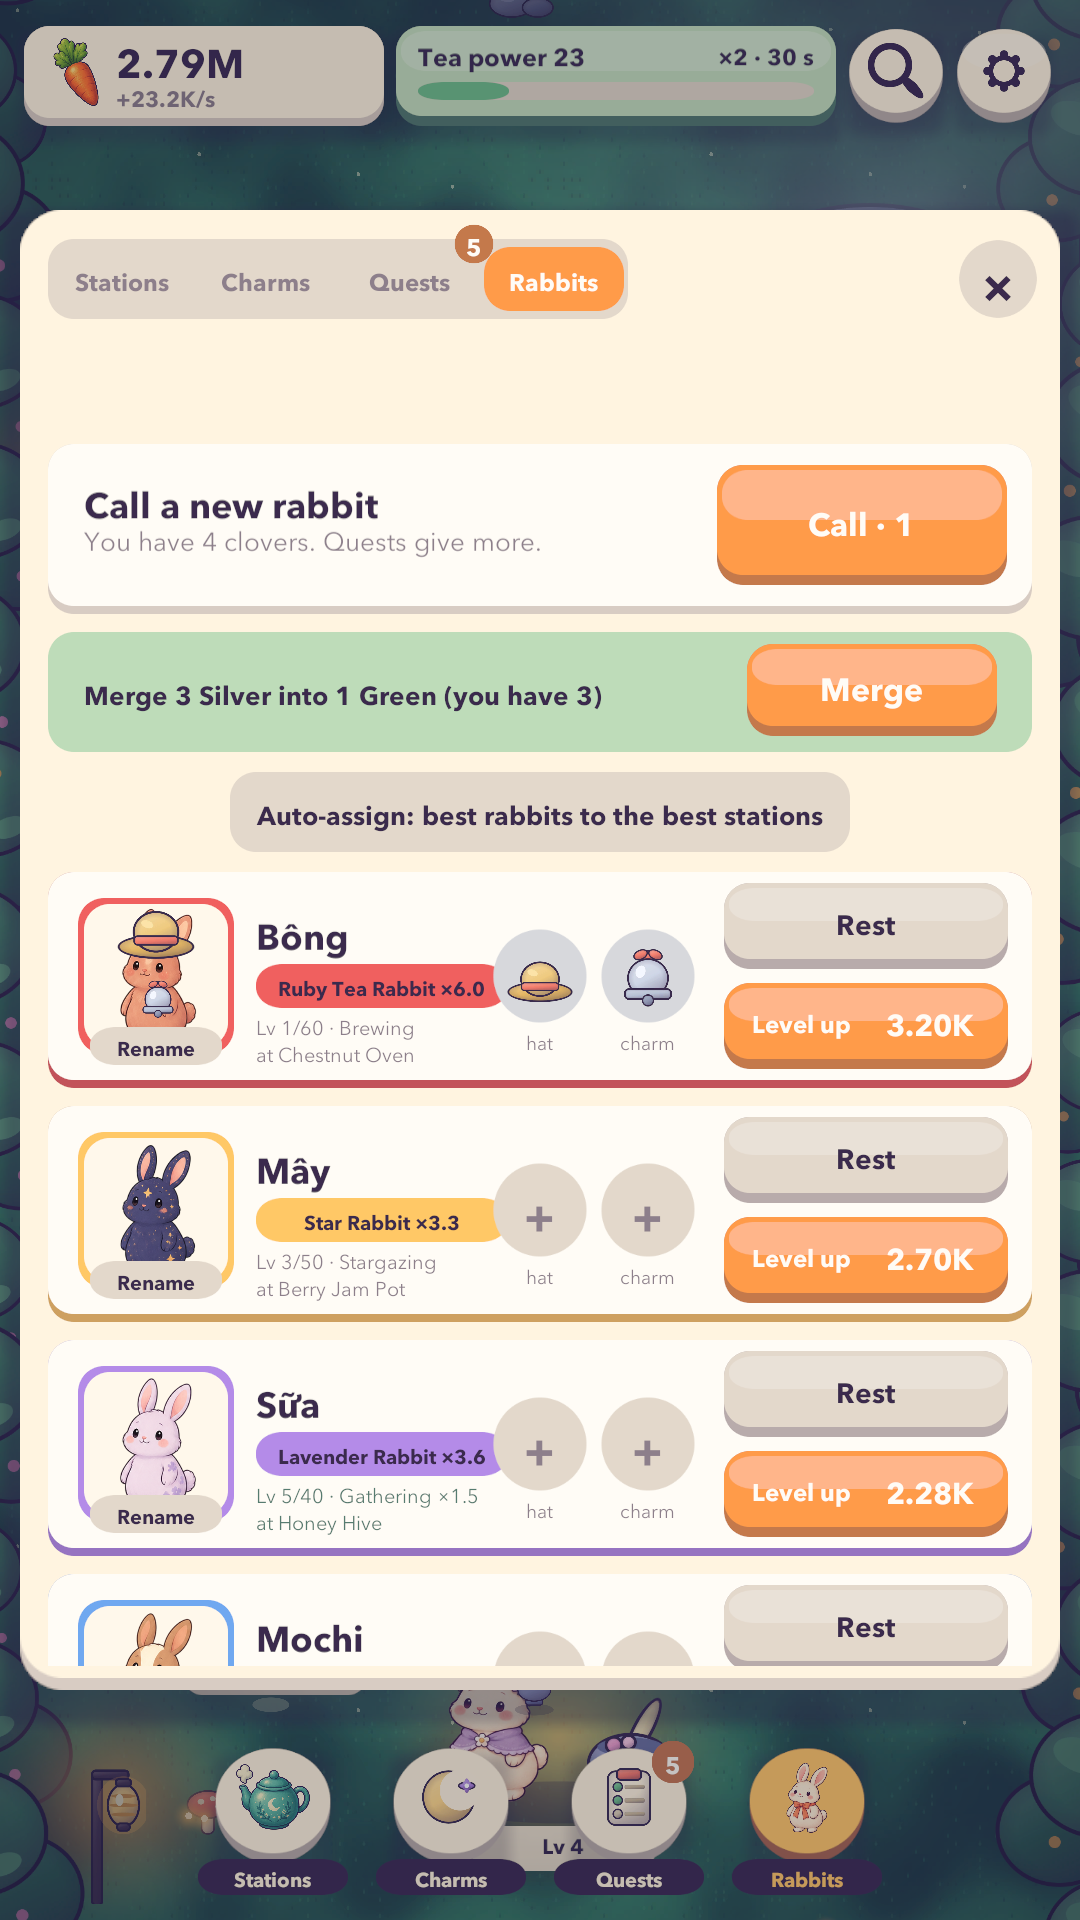 2.79M
+23.2K/s
Tea power 23
×2 · 30 s
Stations
Charms
Quests
5
Rabbits
×
Call a new rabbit
You have 4 clovers. Quests give more.
Call · 1
Merge 3 Silver into 1 Green (you have 3)
Merge
Auto-assign: best rabbits to the best stations
Bông
Ruby Tea Rabbit ×6.0
Lv 1/60 · Brewing
at Chestnut Oven
Rename
hat
charm
Rest
Level up 3.20K
Mây
Star Rabbit ×3.3
Lv 3/50 · Stargazing
at Berry Jam Pot
Rename
+
hat
+
charm
Rest
Level up 2.70K
Sữa
Lavender Rabbit ×3.6
Lv 5/40 · Gathering ×1.5
at Honey Hive
Rename
+
hat
+
charm
Rest
Level up 2.28K
Mochi
Rest
5
Lv 4
Stations
Charms
Quests
Rabbits